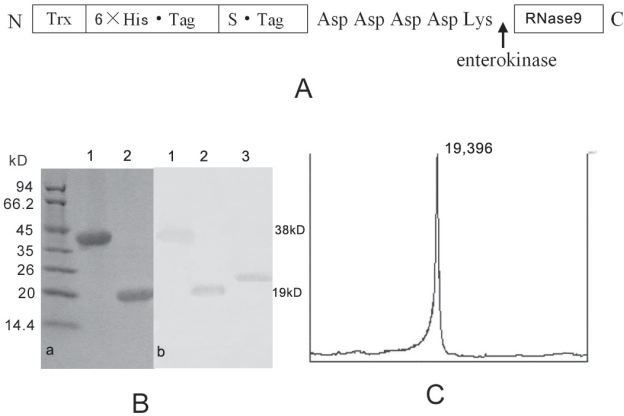 N Trx 6×His・Tag S・Tag Asp Asp Asp Asp Lys RNase9 C
enterokinase
A
kD 1 2 1 2 3
94
66.2
45
35
26
20
14.4
38kD
19kD
a b
B
19,396
C